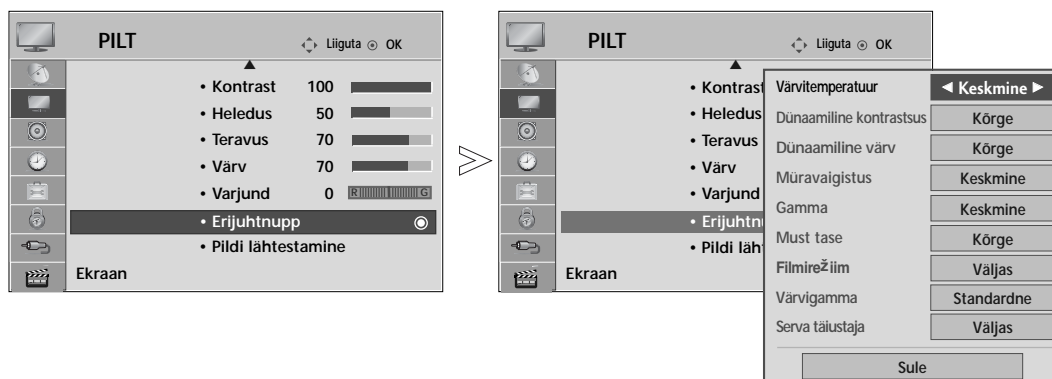 PILT
Liiguta OK
• Kontrast 100
• Heledus 50
• Teravus 70
• Värv 70
• Varjund 0 R G
• Erijuhtnupp
• Pildi lähtestamine
Ekraan
PILT
Liiguta OK
• Kontrast
• Heledus
• Teravus
• Värv
• Varjund
• Erijuhtnu
• Pildi läh
Ekraan
Värvitemperatuur ◄ Keskmine ►
Dünaamiline kontrastsus Kõrge
Dünaamiline värv Kõrge
Müravaigistus Keskmine
Gamma Keskmine
Must tase Kõrge
Filmirežiim Väljas
Värvigamma Standardne
Serva täiustaja Väljas
Sule